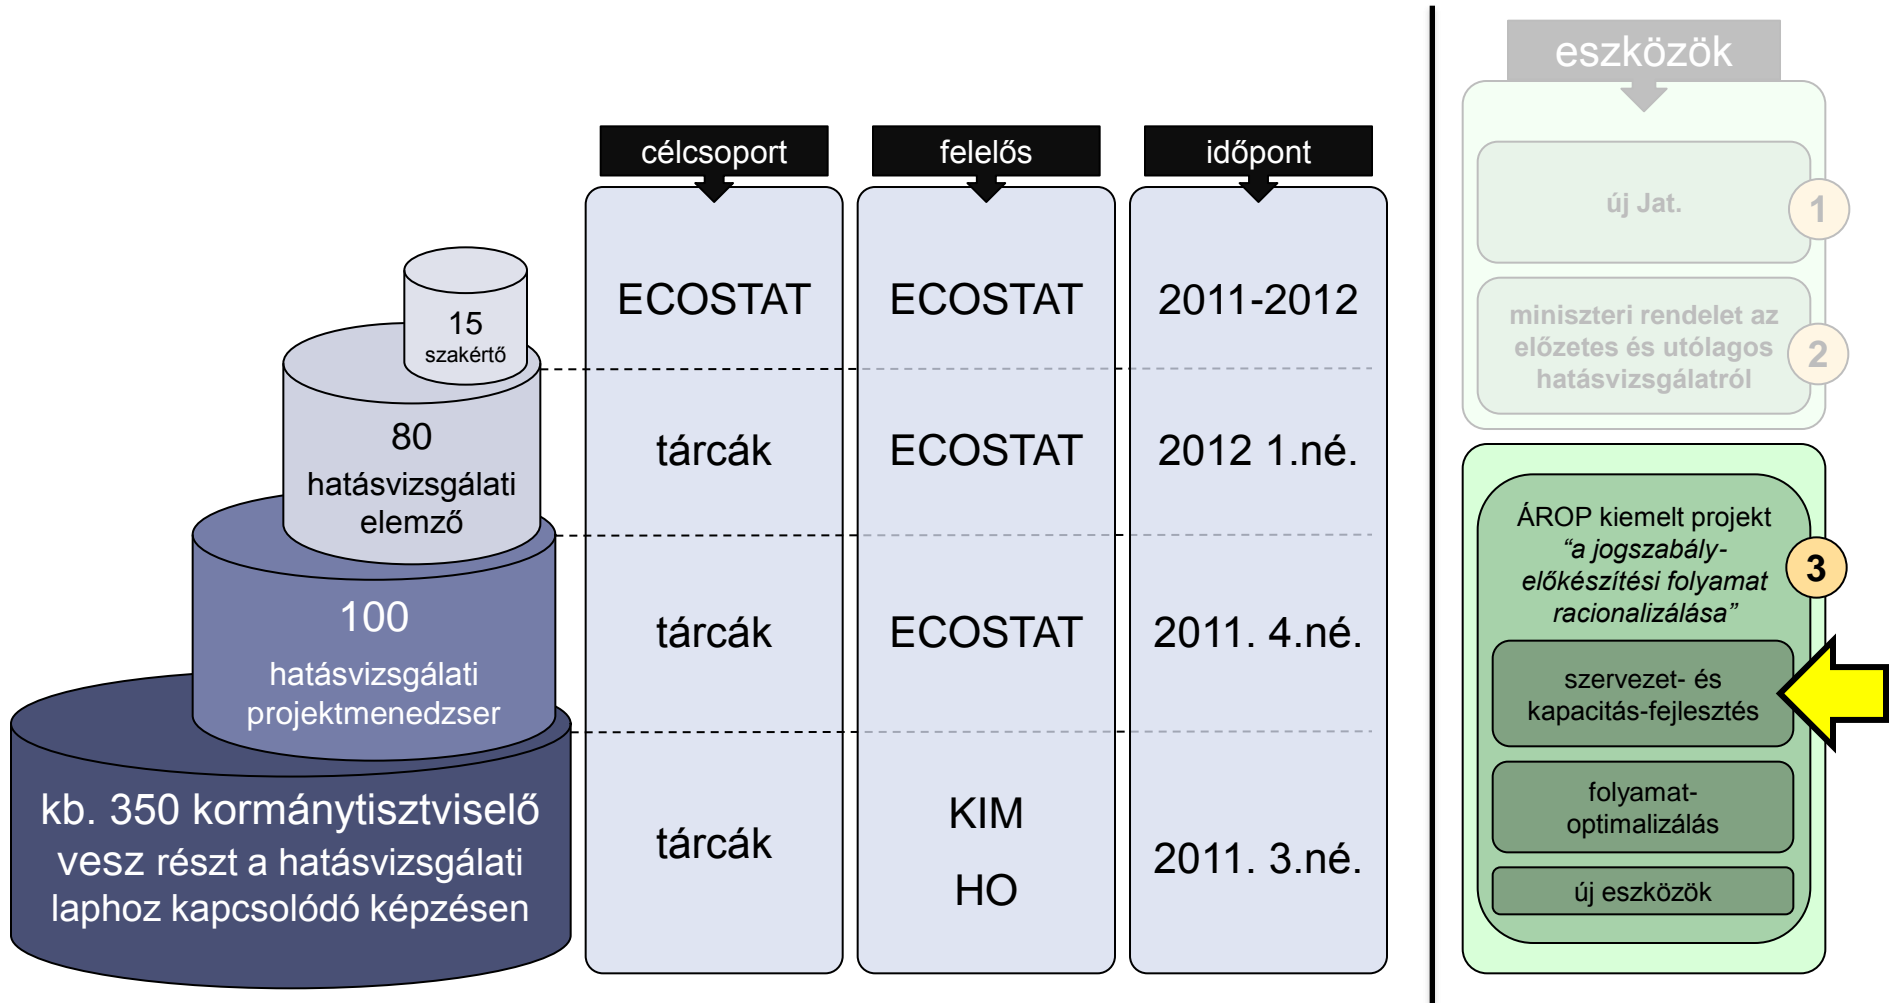 célcsoport
felelős
időpont
15
szakértő
ECOSTAT
ECOSTAT
2011-2012
80
hatásvizsgálati
elemző
tárcák
ECOSTAT
2012 1.né.
100
hatásvizsgálati
projektmenedzser
tárcák
ECOSTAT
2011. 4.né.
kb. 350 kormánytisztviselő
vesz részt a hatásvizsgálati
laphoz kapcsolódó képzésen
tárcák
KIM
HO
2011. 3.né.
eszközök
új Jat.
1
miniszteri rendelet az
előzetes és utólagos
hatásvizsgálatról
2
ÁROP kiemelt projekt
“a jogszabály-
előkészítési folyamat
racionalizálása”
3
szervezet- és
kapacitás-fejlesztés
folyamat-
optimalizálás
új eszközök